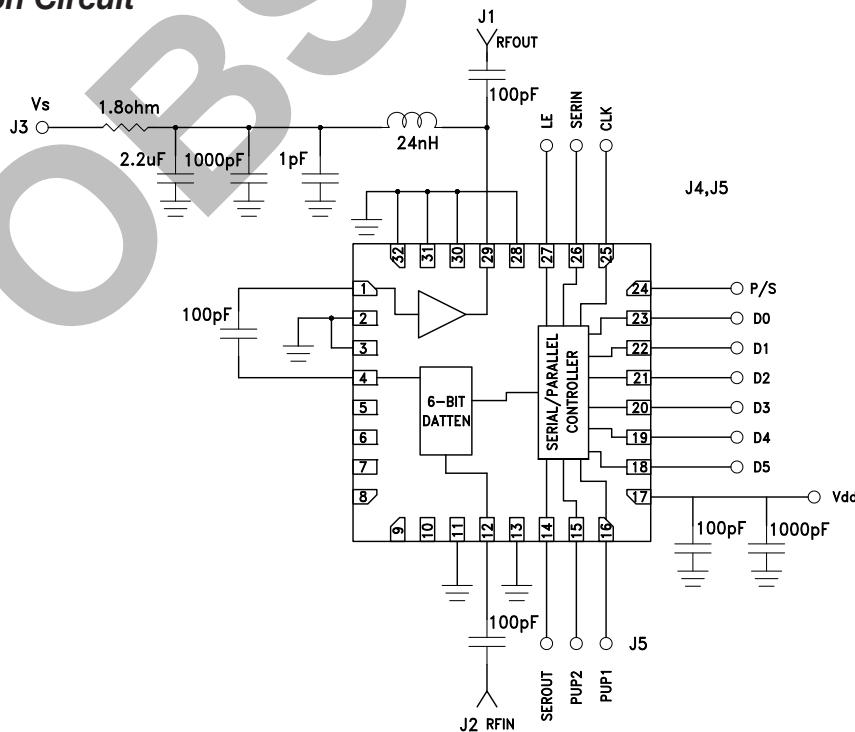 on Circuit
OBS
J1
RFOUT
100pF
Vs
J3
1.8ohm
24nH
2.2uF
1000pF
1pF
LE
SERIN
CLK
J4,J5
32
31
30
29
28
27
26
25
1
2
3
4
5
6
7
8
100pF
6-BIT
DATTEN
SERIAL/PARALLEL
CONTROLLER
24
P/S
23
D0
22
D1
21
D2
20
D3
19
D4
18
D5
17
Vdd
9
10
11
12
13
14
15
16
100pF
1000pF
100pF
SEROUT
PUP2
PUP1
J5
J2
RFIN